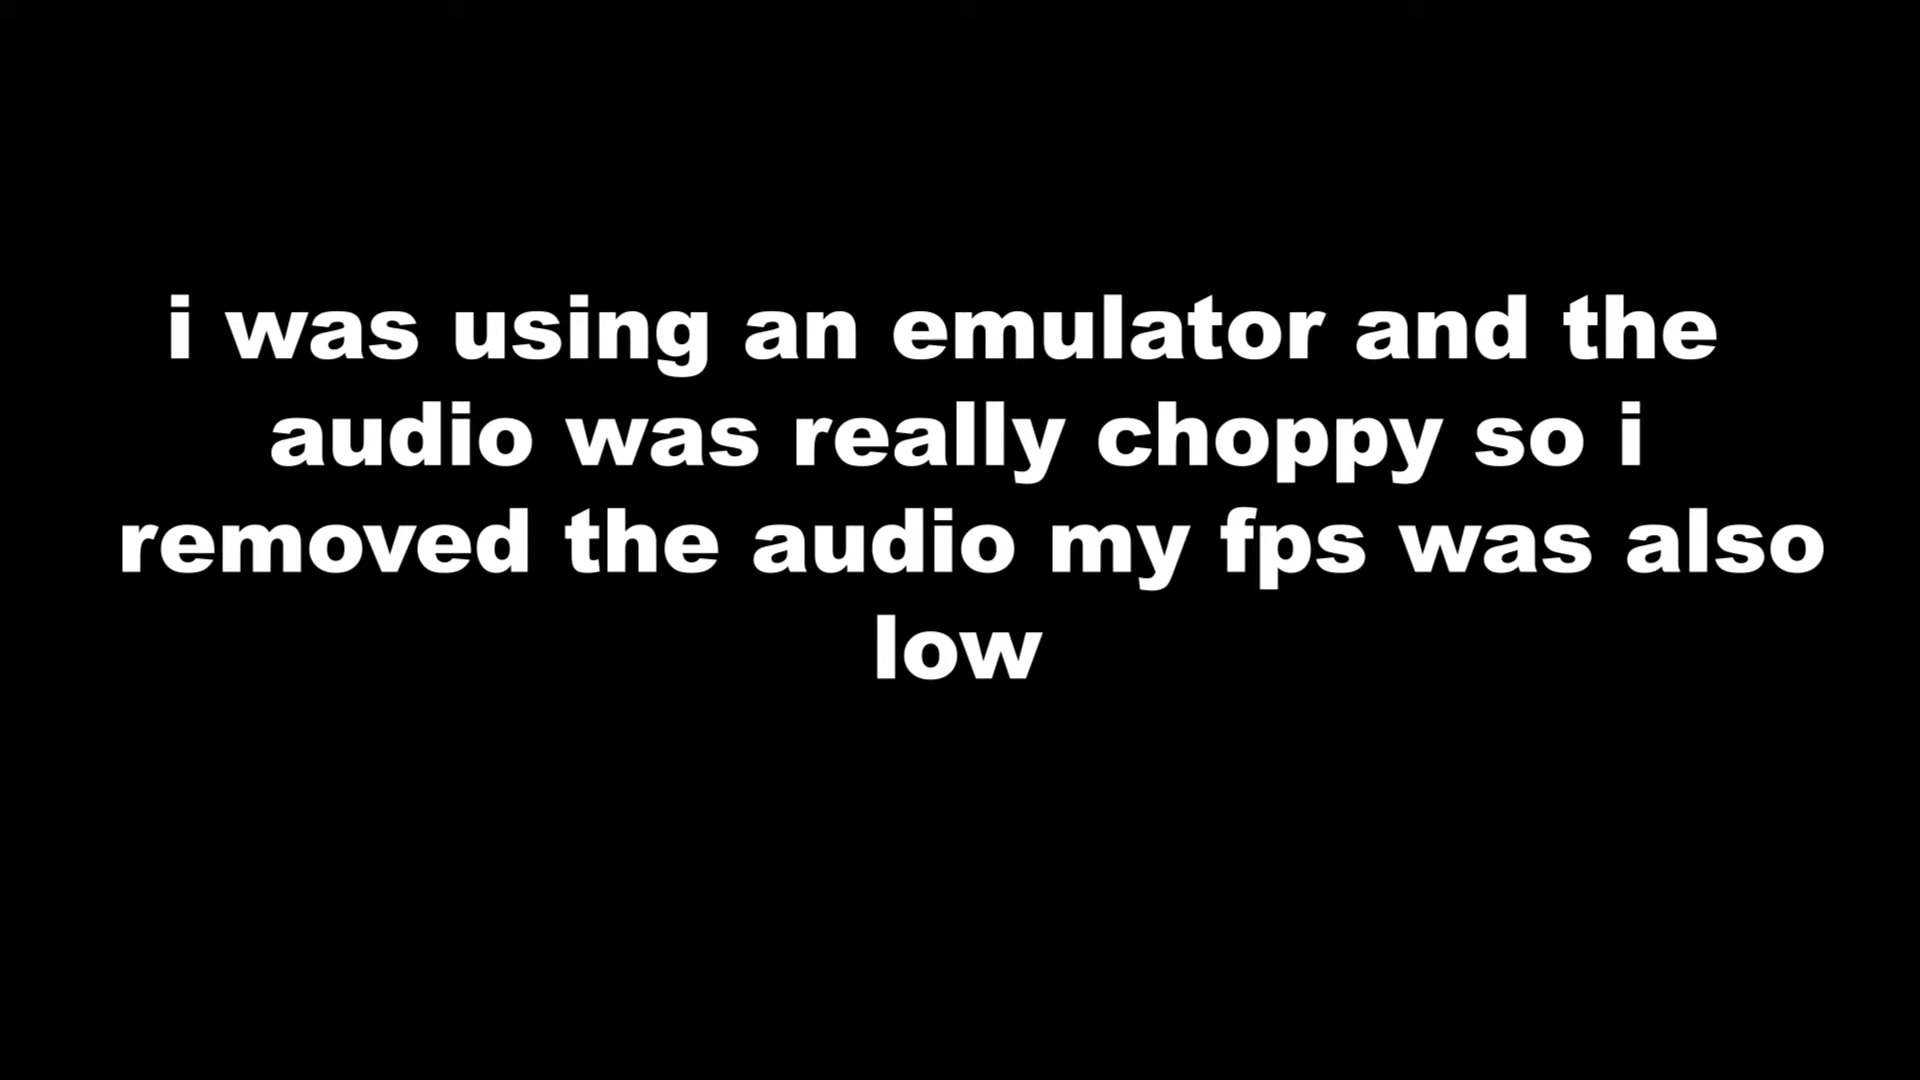 i was using an emulator and the
audio was really choppy so i
removed the audio my fps was also
low